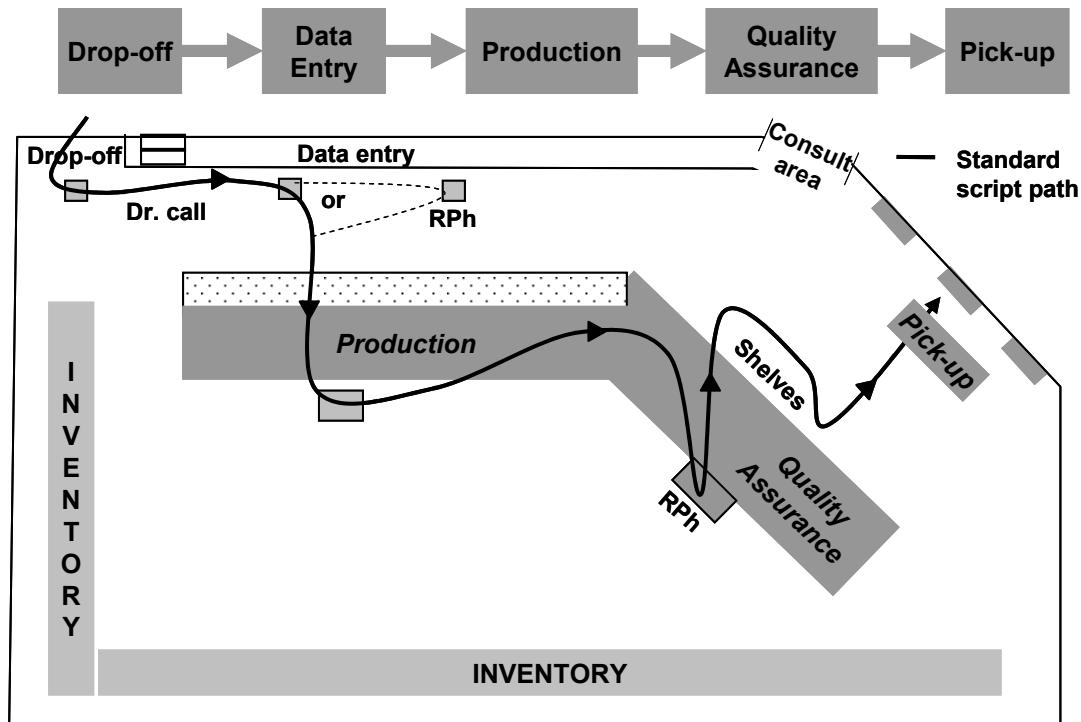 Drop-off
Data
Entry
Production
Quality
Assurance
Pick-up
Drop-off
Data entry
Consult
area
Standard
script path
Dr. call
or
RPh
Production
Shelves
Pick-up
Quality
Assurance
RPh
INVENTORY
INVENTORY